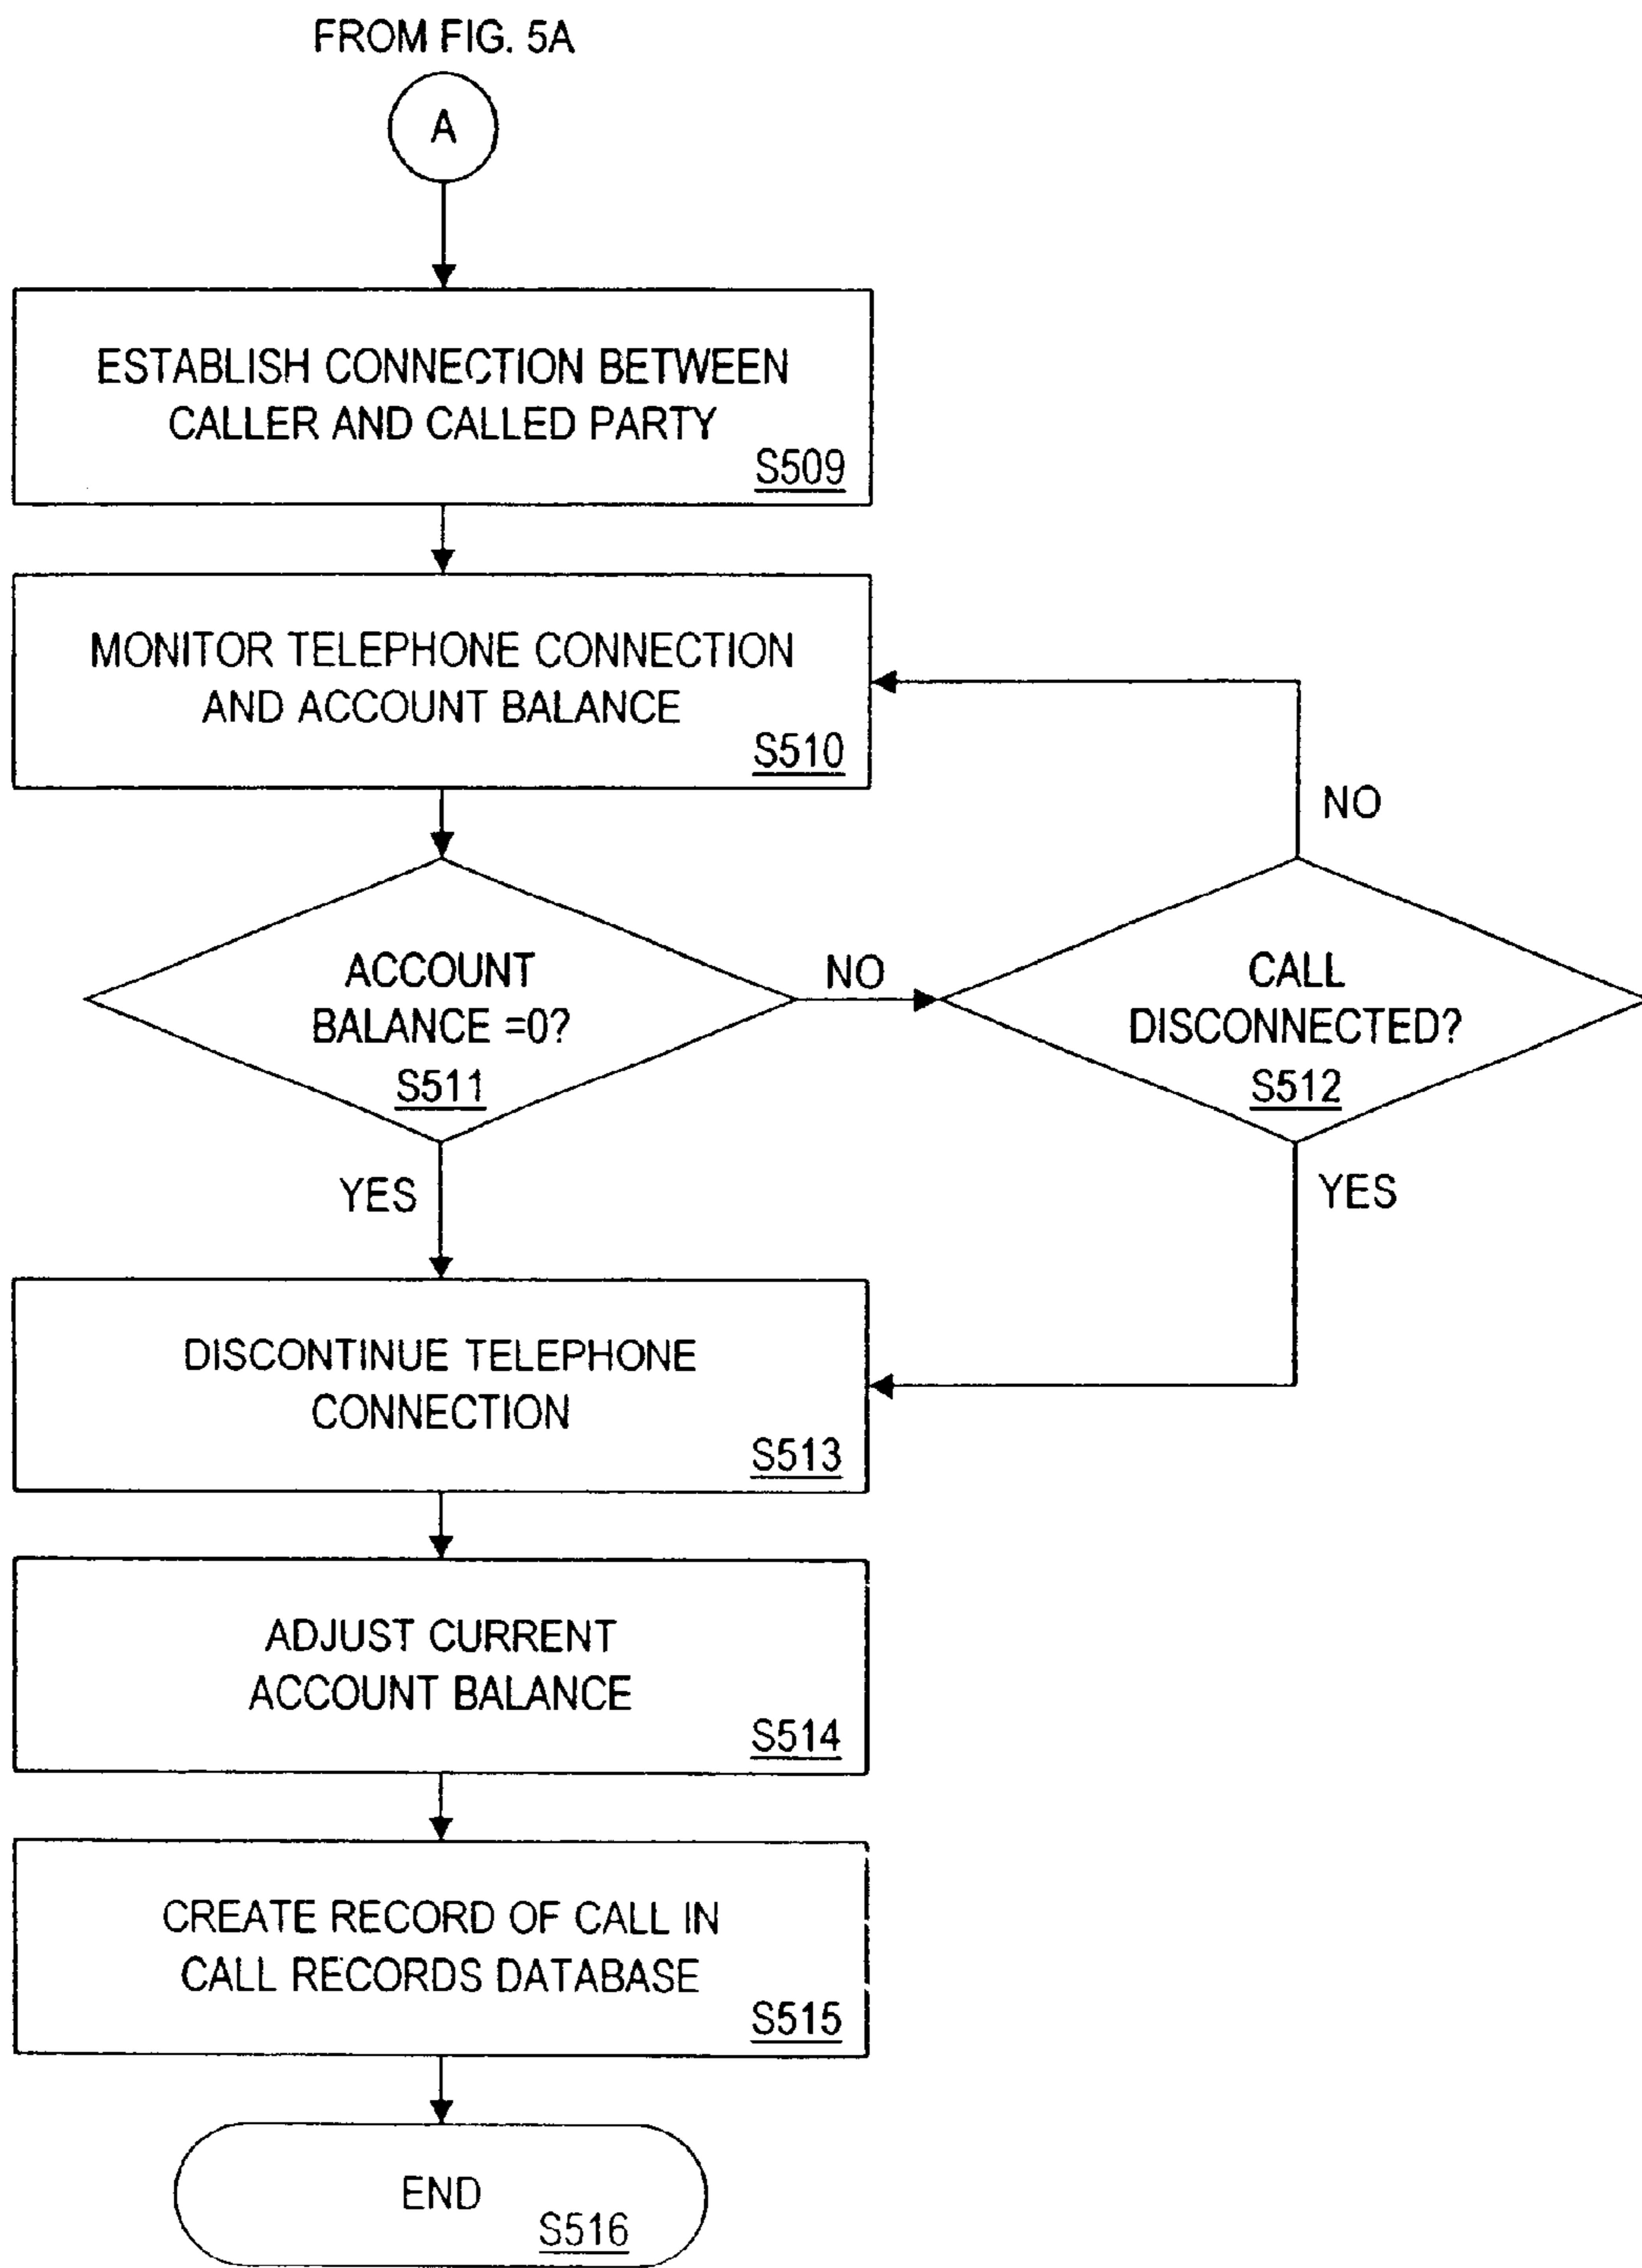 FROM FIG. 5A
A
ESTABLISH CONNECTION BETWEEN
CALLER AND CALLED PARTY
S509
MONITOR TELEPHONE CONNECTION
AND ACCOUNT BALANCE
S510
NO
ACCOUNT
BALANCE =0?
S511
NO
CALL
DISCONNECTED?
S512
YES
YES
DISCONTINUE TELEPHONE
CONNECTION
S513
ADJUST CURRENT
ACCOUNT BALANCE
S514
CREATE RECORD OF CALL IN
CALL RECORDS DATABASE
S515
END
S516